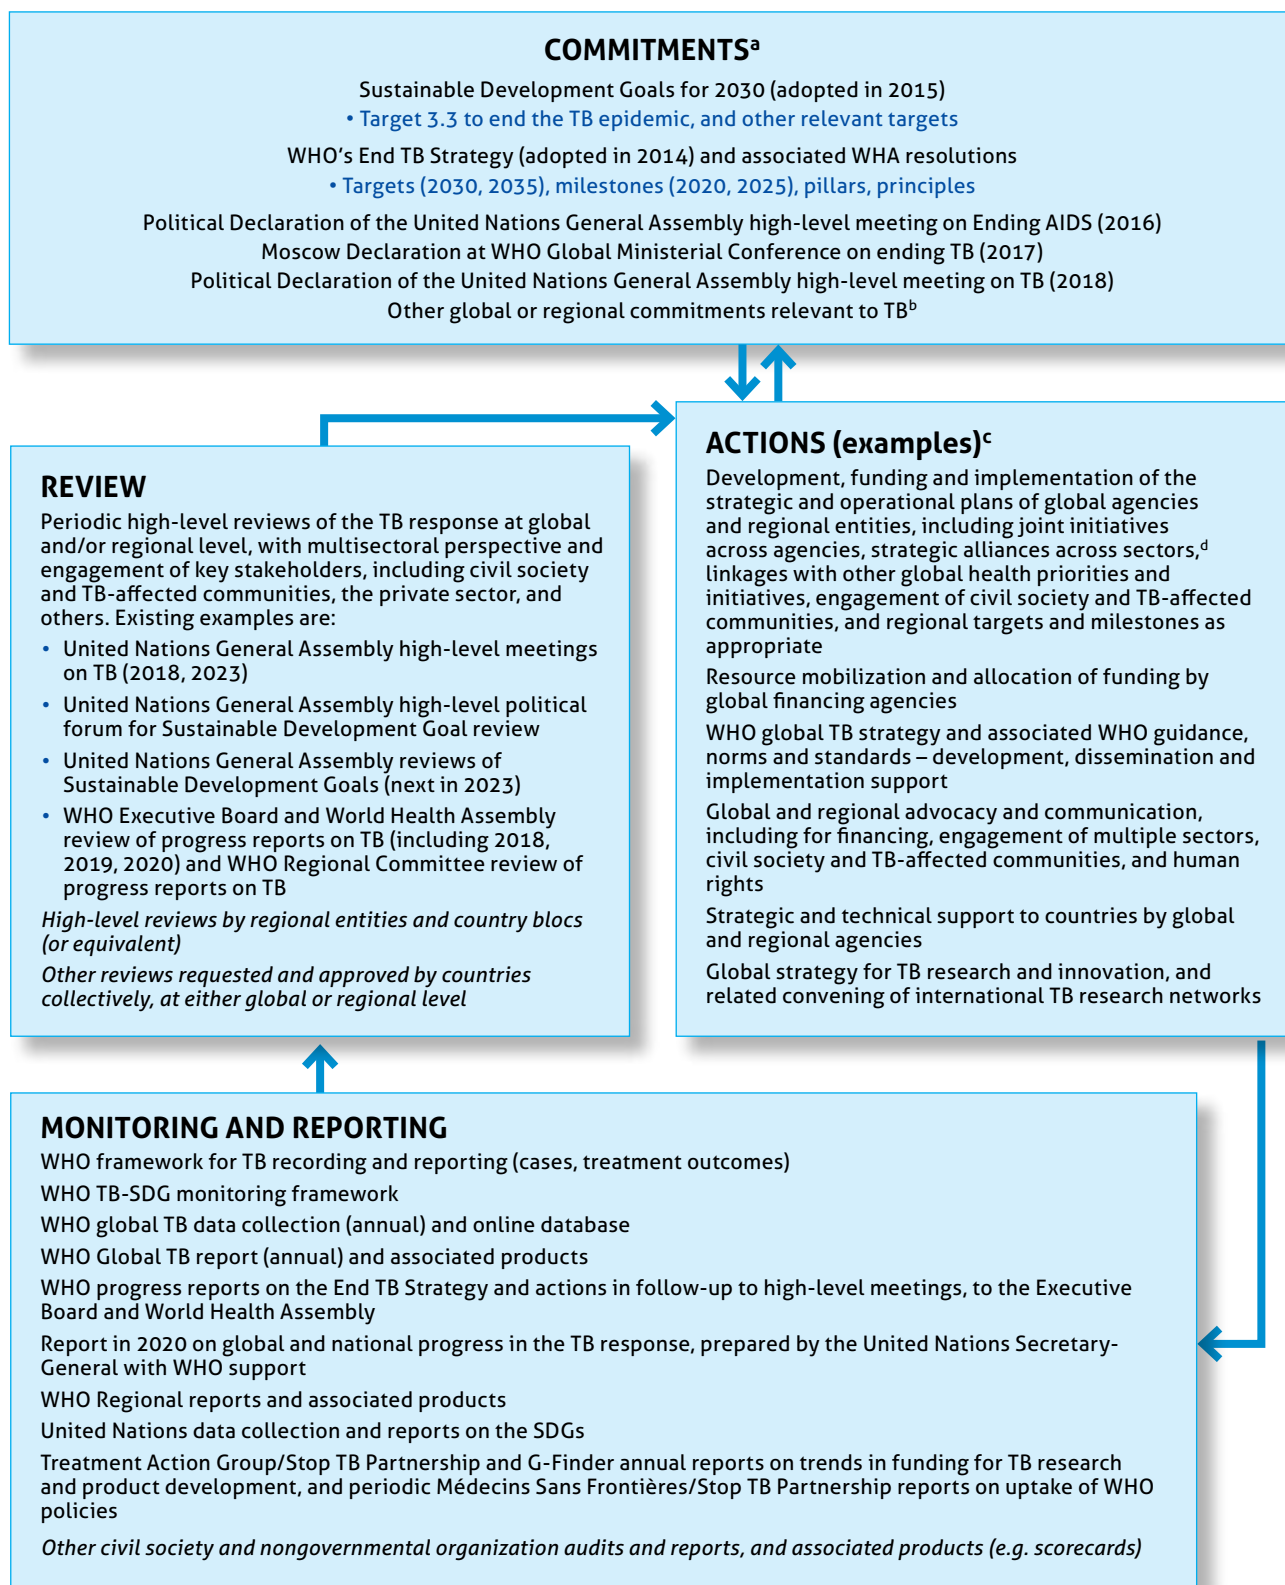 COMMITMENTSᵃ
Sustainable Development Goals for 2030 (adopted in 2015)
• Target 3.3 to end the TB epidemic, and other relevant targets
WHO’s End TB Strategy (adopted in 2014) and associated WHA resolutions
• Targets (2030, 2035), milestones (2020, 2025), pillars, principles
Political Declaration of the United Nations General Assembly high-level meeting on Ending AIDS (2016)
Moscow Declaration at WHO Global Ministerial Conference on ending TB (2017)
Political Declaration of the United Nations General Assembly high-level meeting on TB (2018)
Other global or regional commitments relevant to TBᵇ
REVIEW
Periodic high-level reviews of the TB response at global
and/or regional level, with multisectoral perspective and
engagement of key stakeholders, including civil society
and TB-affected communities, the private sector, and
others. Existing examples are:
• United Nations General Assembly high-level meetings
on TB (2018, 2023)
• United Nations General Assembly high-level political
forum for Sustainable Development Goal review
• United Nations General Assembly reviews of
Sustainable Development Goals (next in 2023)
• WHO Executive Board and World Health Assembly
review of progress reports on TB (including 2018,
2019, 2020) and WHO Regional Committee review of
progress reports on TB
High-level reviews by regional entities and country blocs
(or equivalent)
Other reviews requested and approved by countries
collectively, at either global or regional level
ACTIONS (examples)ᶜ
Development, funding and implementation of the
strategic and operational plans of global agencies
and regional entities, including joint initiatives
across agencies, strategic alliances across sectors,ᵈ
linkages with other global health priorities and
initiatives, engagement of civil society and TB-affected
communities, and regional targets and milestones as
appropriate
Resource mobilization and allocation of funding by
global financing agencies
WHO global TB strategy and associated WHO guidance,
norms and standards – development, dissemination and
implementation support
Global and regional advocacy and communication,
including for financing, engagement of multiple sectors,
civil society and TB-affected communities, and human
rights
Strategic and technical support to countries by global
and regional agencies
Global strategy for TB research and innovation, and
related convening of international TB research networks
MONITORING AND REPORTING
WHO framework for TB recording and reporting (cases, treatment outcomes)
WHO TB-SDG monitoring framework
WHO global TB data collection (annual) and online database
WHO Global TB report (annual) and associated products
WHO progress reports on the End TB Strategy and actions in follow-up to high-level meetings, to the Executive
Board and World Health Assembly
Report in 2020 on global and national progress in the TB response, prepared by the United Nations Secretary-
General with WHO support
WHO Regional reports and associated products
United Nations data collection and reports on the SDGs
Treatment Action Group/Stop TB Partnership and G-Finder annual reports on trends in funding for TB research
and product development, and periodic Médecins Sans Frontières/Stop TB Partnership reports on uptake of WHO
policies
Other civil society and nongovernmental organization audits and reports, and associated products (e.g. scorecards)